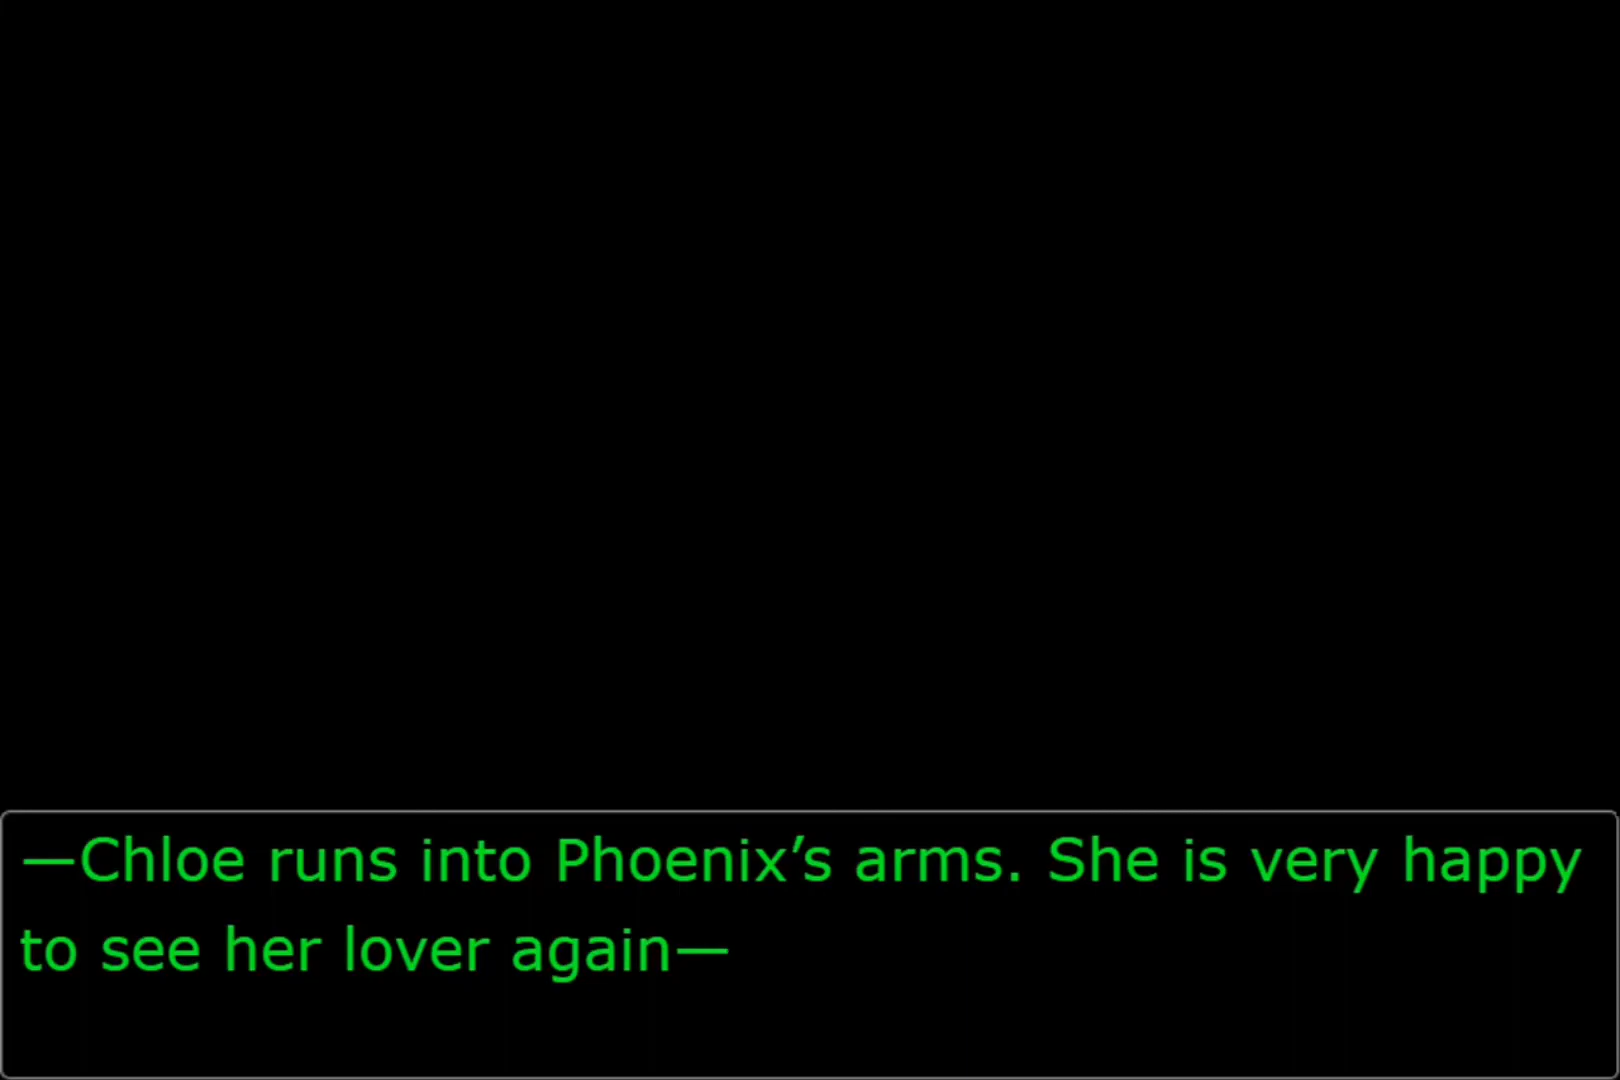 —Chloe runs into Phoenix’s arms. She is very happy
to see her lover again—